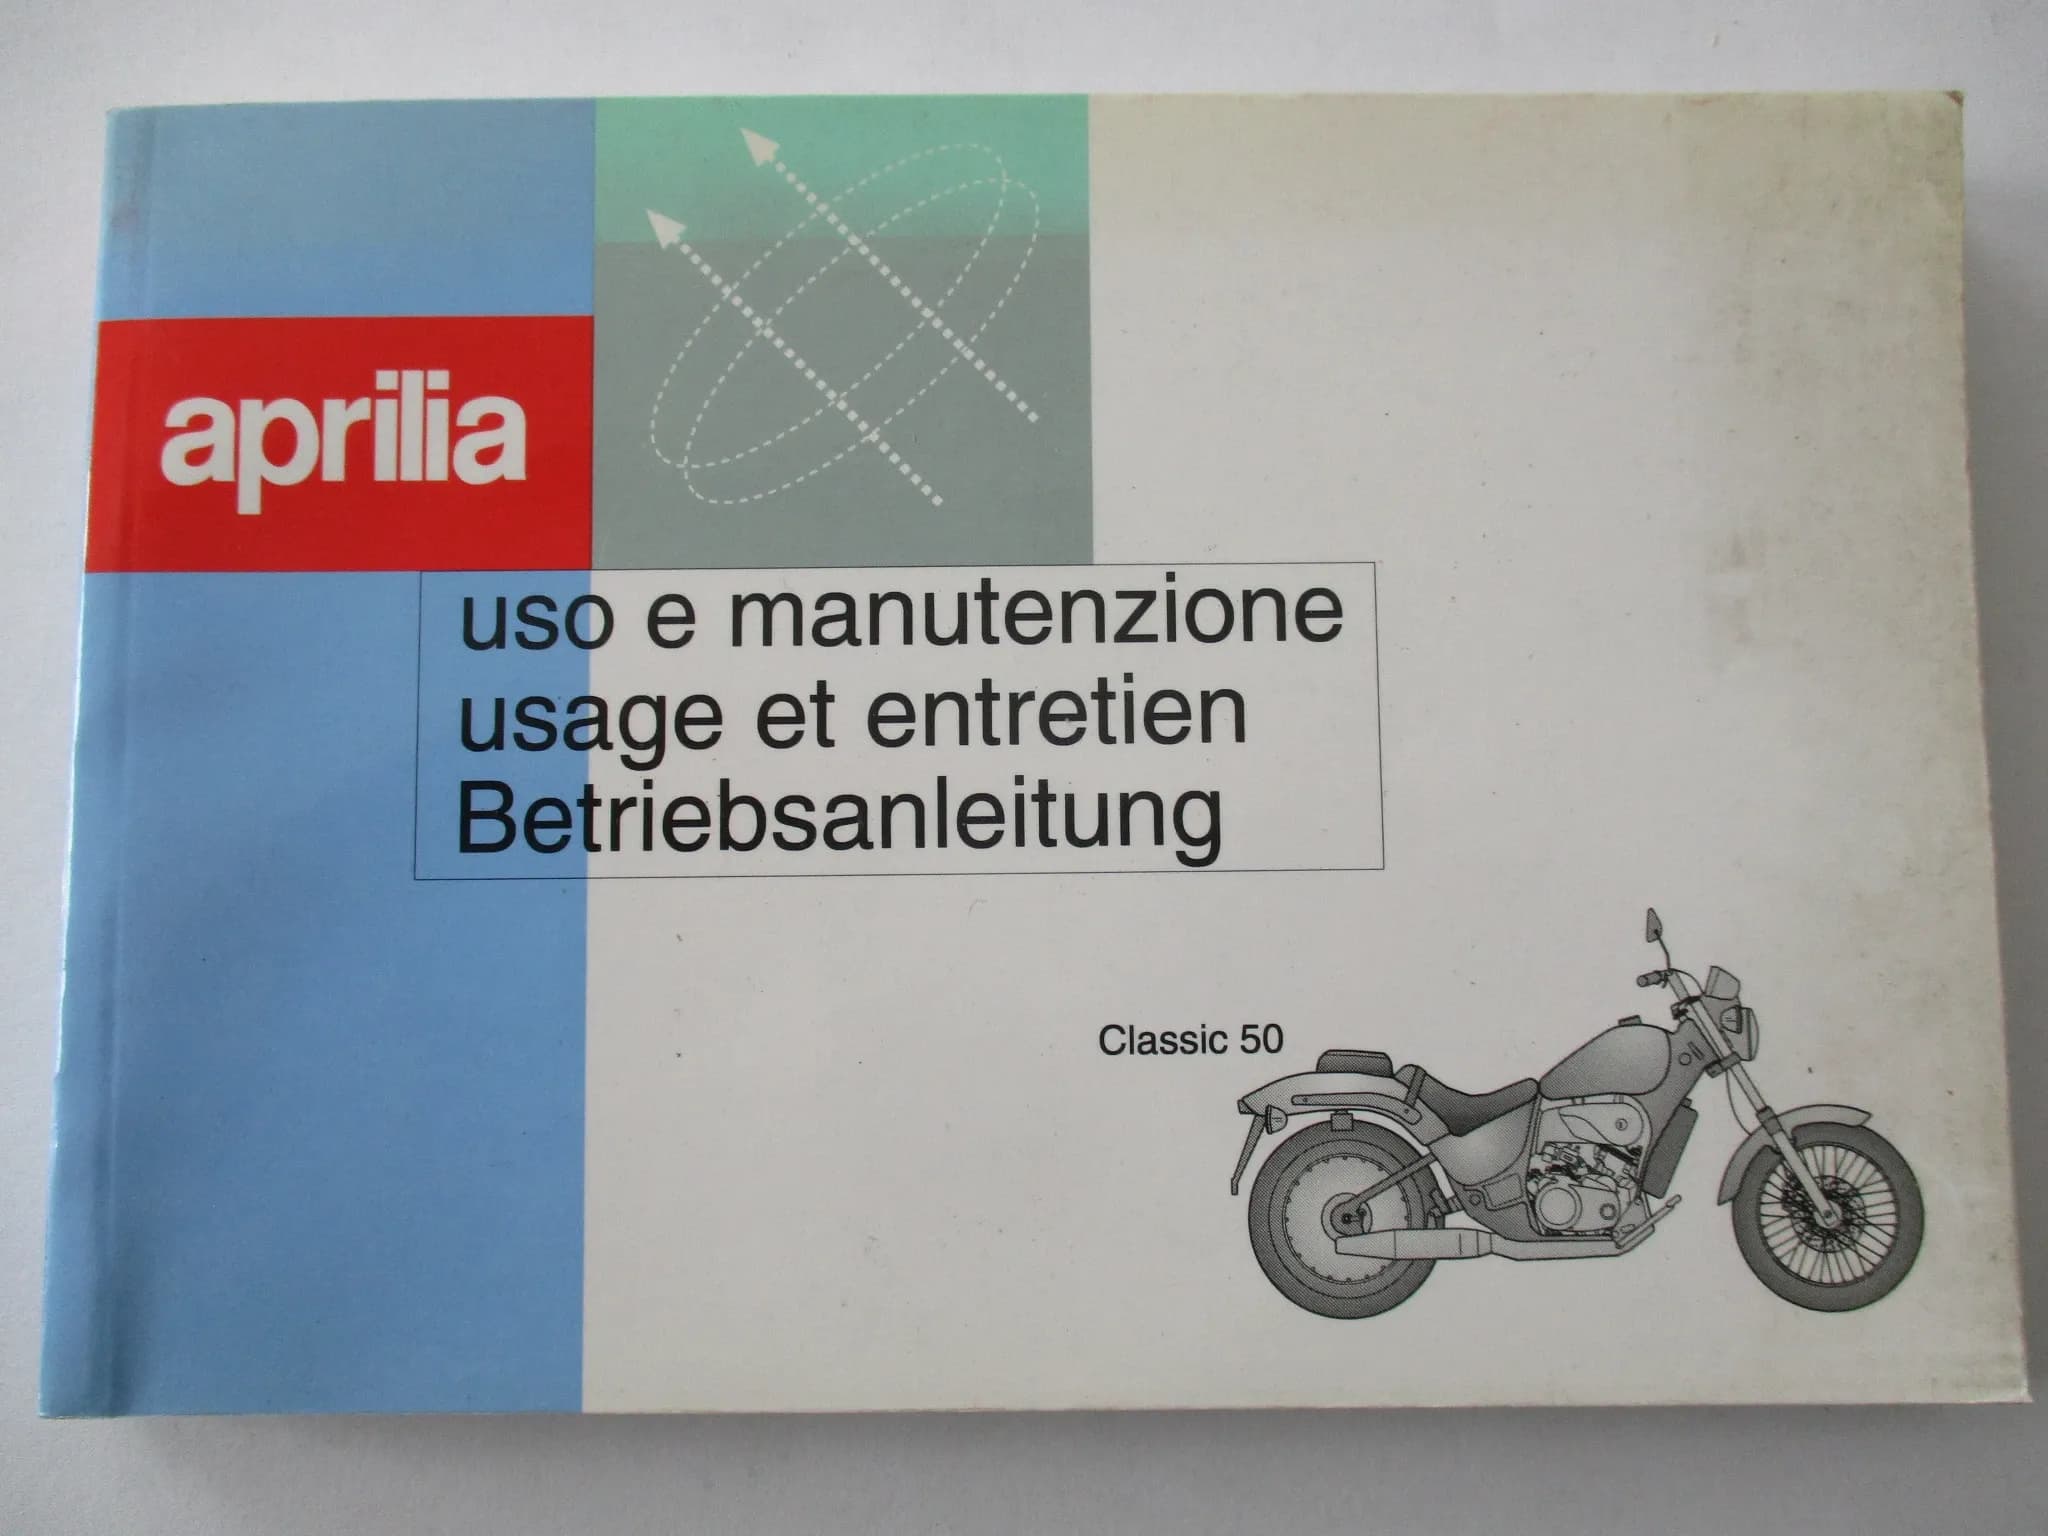 aprilia
uso e manutenzione
usage et entretien
Betriebsanleitung
Classic 50